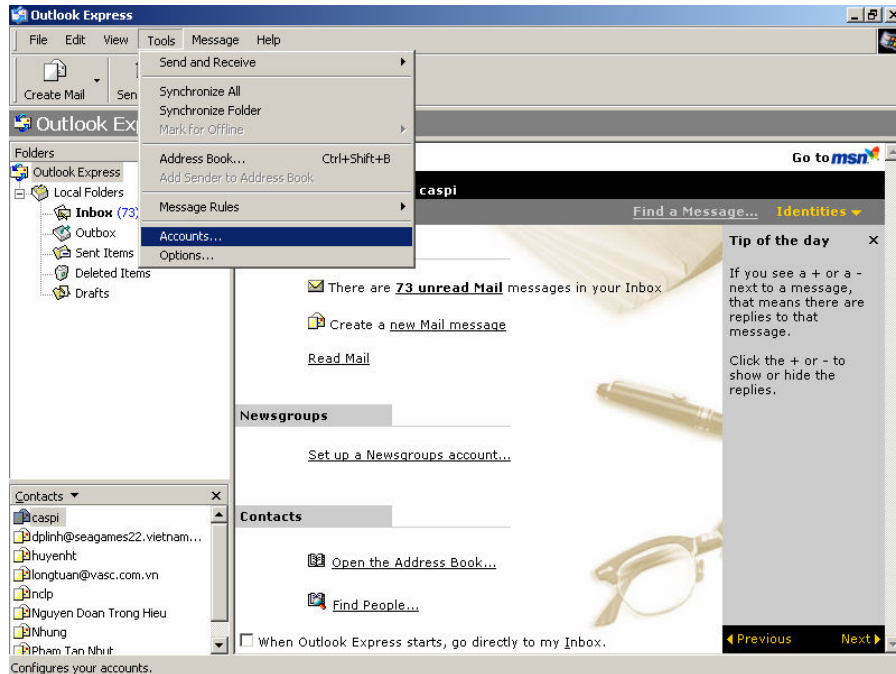 Outlook Express
File Edit View Tools Message Help
Create Mail Sen
Send and Receive
Synchronize All
Synchronize Folder
Mark for Offline
Address Book... Ctrl+Shift+B
Add Sender to Address Book
Message Rules
Accounts...
Options...
Outlook Ex
Folders
Outlook Express
Local Folders
Inbox (73)
Outbox
Sent Items
Deleted Items
Drafts
Contacts
caspi
dplinh@seagames22.vietnam...
huyenht
longtuan@vasc.com.vn
nclp
Nguyen Doan Trong Hieu
Nhung
Pham Tan Nhut
Go to msn
caspi
Find a Message... Identities
There are 73 unread Mail messages in your Inbox
Create a new Mail message
Read Mail
Newsgroups
Set up a Newsgroups account...
Contacts
Open the Address Book...
Find People...
When Outlook Express starts, go directly to my Inbox.
Tip of the day x
If you see a + or a -
next to a message,
that means there are
replies to that
message.
Click the + or - to
show or hide the
replies.
Previous Next
Configures your accounts.